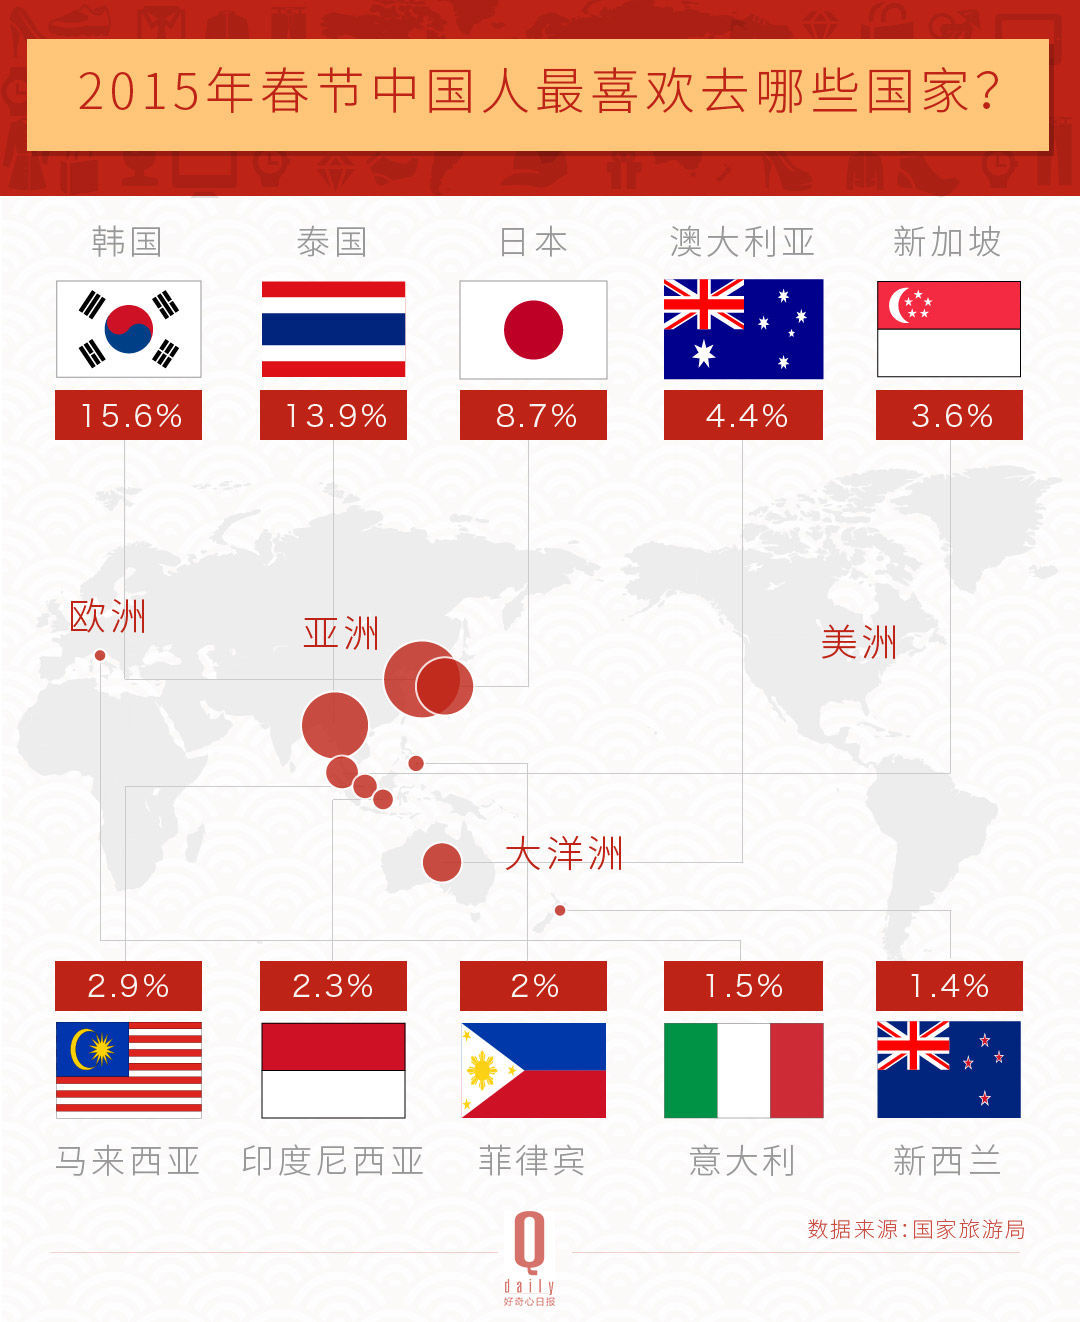 2015年春节中国人最喜欢去哪些国家？
韩国 泰国 日本 澳大利亚 新加坡
15.6% 13.9% 8.7% 4.4% 3.6%
欧洲 亚洲 美洲
大洋洲
2.9% 2.3% 2% 1.5% 1.4%
马来西亚 印度尼西亚 菲律宾 意大利 新西兰
数据来源：国家旅游局
Q
daily
好奇心日报